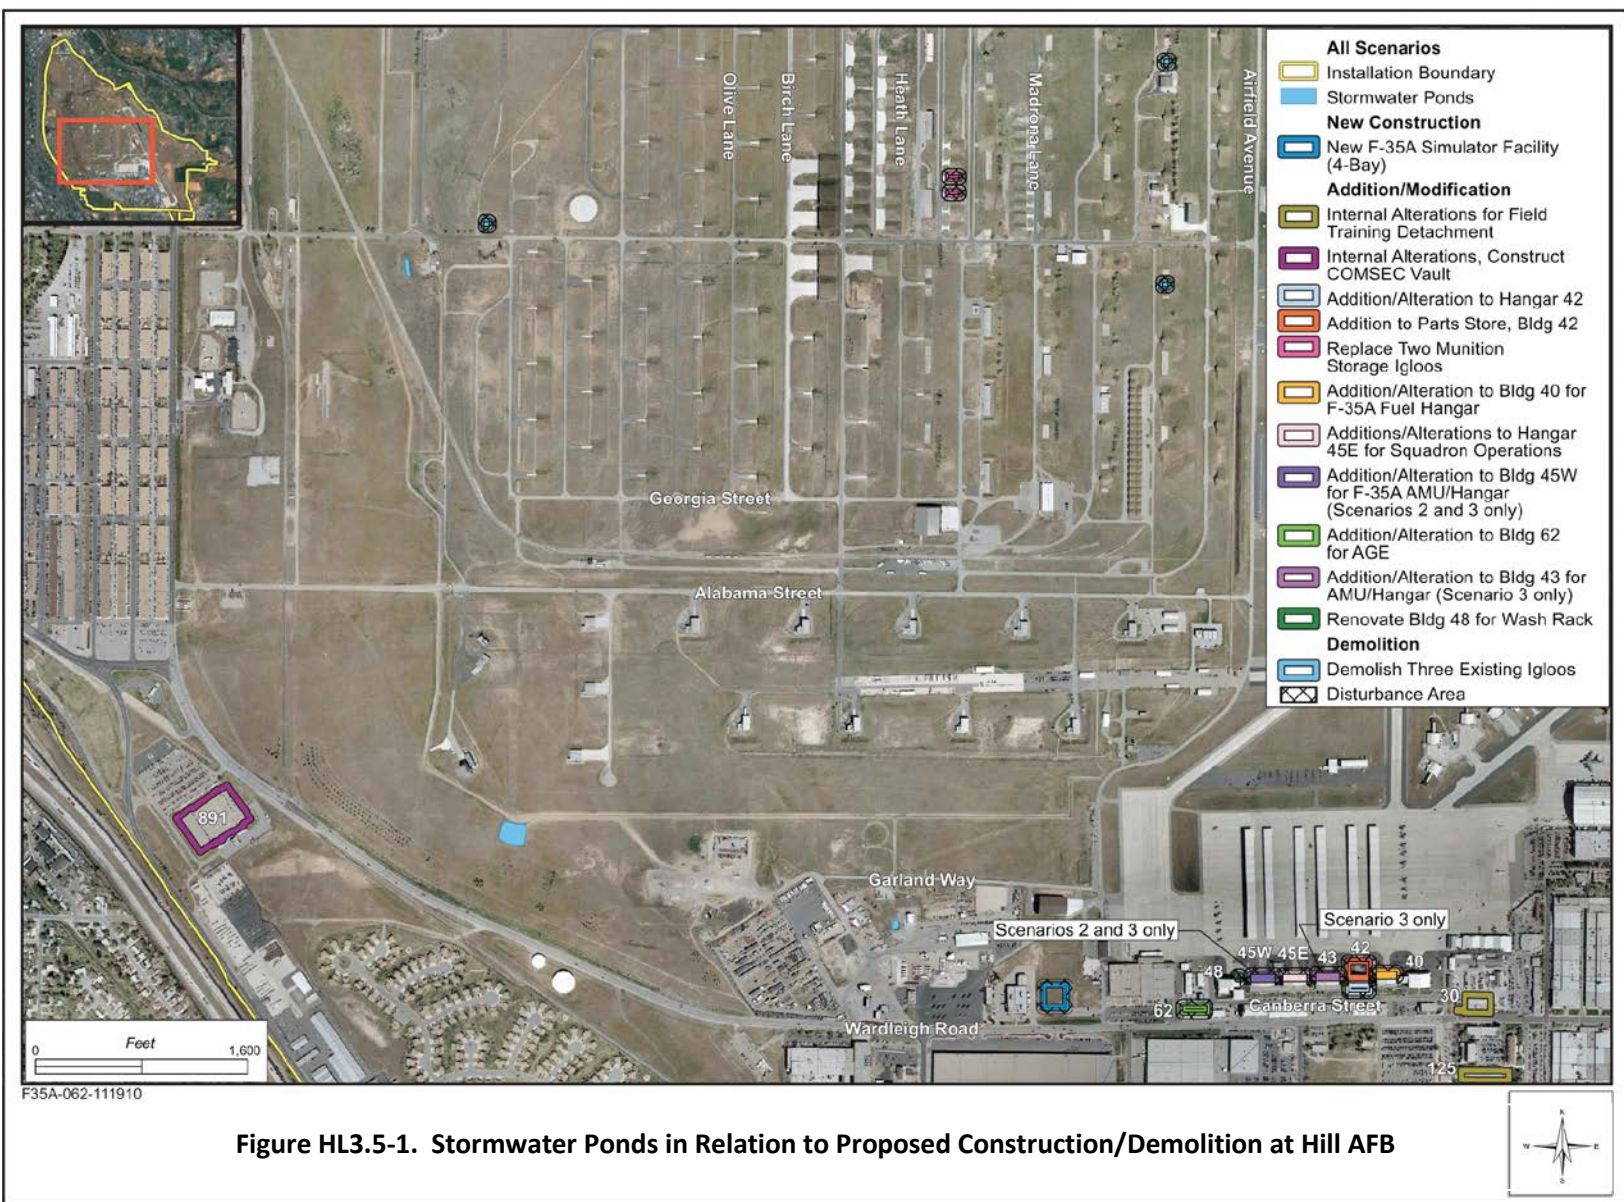 All Scenarios
Installation Boundary
Stormwater Ponds
New Construction
New F-35A Simulator Facility
(4-Bay)
Addition/Modification
Internal Alterations for Field
Training Detachment
Internal Alterations, Construct
COMSEC Vault
Addition/Alteration to Hangar 42
Addition to Parts Store, Bldg 42
Replace Two Munition
Storage Igloos
Addition/Alteration to Bldg 40 for
F-35A Fuel Hangar
Additions/Alterations to Hangar
45E for Squadron Operations
Addition/Alteration to Bldg 45W
for F-35A AMU/Hangar
(Scenarios 2 and 3 only)
Addition/Alteration to Bldg 62
for AGE
Addition/Alteration to Bldg 43 for
AMU/Hangar (Scenario 3 only)
Renovate Bldg 48 for Wash Rack
Demolition
Demolish Three Existing Igloos
Disturbance Area
Olive Lane
Birch Lane
Heath Lane
Madrona Lane
Airfield Avenue
Georgia Street
Alabama Street
891
Garland Way
Scenarios 2 and 3 only
Scenario 3 only
48
45W
45E
43
42
40
62
Canberra Street
30
Wardleigh Road
125
Feet
0
1,600
F35A-062-111910
N
W
E
S
Figure HL3.5-1. Stormwater Ponds in Relation to Proposed Construction/Demolition at Hill AFB